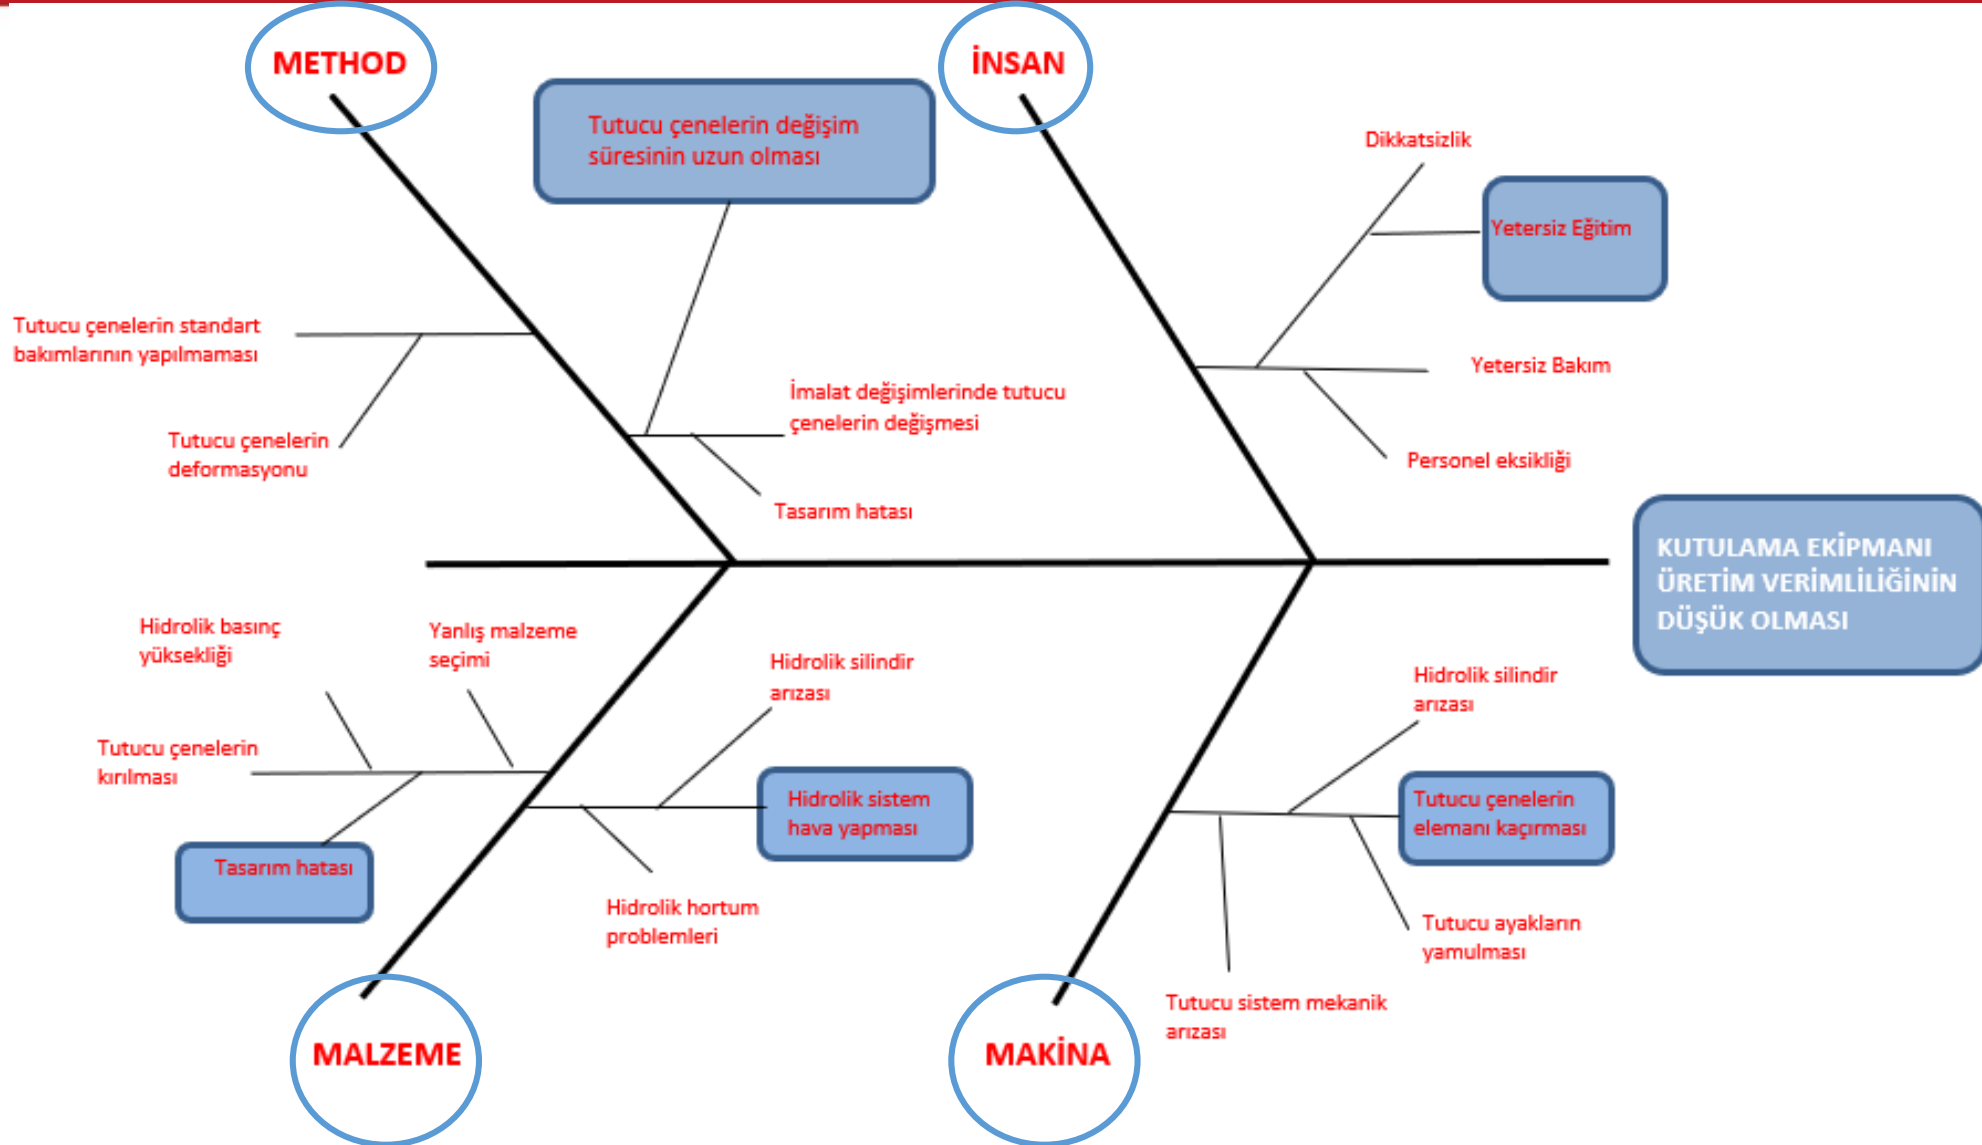 METHOD
İNSAN
Tutucu çenelerin değişim
süresinin uzun olması
Dikkatsizlik
Yetersiz Eğitim
Tutucu çenelerin standart
bakımlarının yapılmaması
Yetersiz Bakım
İmalat değişimlerinde tutucu
çenelerin değişmesi
Tutucu çenelerin
deformasyonu
Personel eksikliği
Tasarım hatası
KUTULAMA EKİPMANI
ÜRETİM VERİMLİLİĞİNİN
DÜŞÜK OLMASI
Hidrolik basınç
yüksekliği
Yanlış malzeme
seçimi
Hidrolik silindir
arızası
Hidrolik silindir
arızası
Tutucu çenelerin
kırılması
Hidrolik sistem
hava yapması
Tutucu çenelerin
elemanı kaçırması
Tasarım hatası
Hidrolik hortum
problemleri
Tutucu ayakların
yamulması
Tutucu sistem mekanik
arızası
MALZEME
MAKİNA